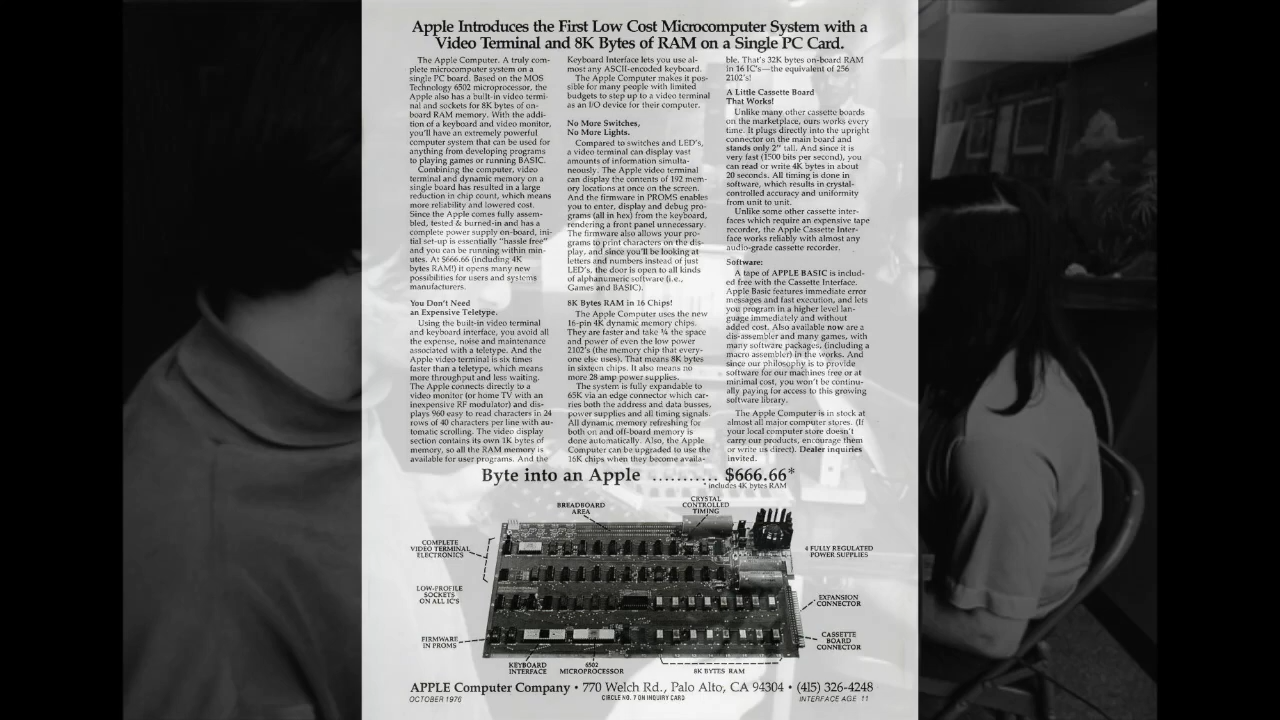 Apple Introduces the First Low Cost Microcomputer System with a
Video Terminal and 8K Bytes of RAM on a Single PC Card.
The Apple Computer. A truly com-
plete microcomputer system on a
single PC board. Based on the MOS
Technology 6502 microprocessor, the
Apple also has a built-in video termi-
nal and sockets for 8K bytes of on-
board RAM memory. With the addi-
tion of a keyboard and video monitor,
you'll have an extremely powerful
computer system that can be used for
anything from developing programs
to playing games or running BASIC.
Combining the computer, video
terminal and dynamic memory on a
single board has resulted in a large
reduction in chip count, which means
more reliability and lowered cost.
Since the Apple comes fully assem-
bled, tested & burned-in and has a
complete power supply on-board, ini-
tial set-up is essentially "hassle free"
and you can be running within min-
utes. At $666.66 (including 4K
bytes RAM!) it opens many new
possibilities for users and systems
manufacturers.
You Don't Need
an Expensive Teletype.
Using the built-in video terminal
and keyboard interface, you avoid all
the expense, noise and maintenance
associated with a teletype. And the
Apple video terminal is six times
faster than a teletype, which means
more throughput and less waiting.
The Apple connects directly to a
video monitor (or home TV with an
inexpensive RF modulator) and dis-
plays 960 easy to read characters in 24
rows of 40 characters per line with au-
tomatic scrolling. The video display
section contains its own 1K bytes of
memory, so all the RAM memory is
available for user programs. And the
Keyboard Interface lets you use al-
most any ASCII-encoded keyboard.
The Apple Computer makes it pos-
sible for many people with limited
budgets to step up to a video terminal
as an I/O device for their computer.
No More Switches,
No More Lights.
Compared to switches and LED's,
a video terminal can display vast
amounts of information simulta-
neously. The Apple video terminal
can display the contents of 192 mem-
ory locations at once on the screen.
And the firmware in PROMS enables
you to enter, display and debug pro-
grams (all in hex) from the keyboard,
rendering a front panel unnecessary.
The firmware also allows your pro-
grams to print characters on the dis-
play, and since you'll be looking at
letters and numbers instead of just
LED's, the door is open to all kinds
of alphanumeric software (i.e.,
Games and BASIC).
8K Bytes RAM in 16 Chips!
The Apple Computer uses the new
16-pin 4K dynamic memory chips.
They are faster and take ¼ the space
and power of even the low power
2102's (the memory chip that every-
one else uses). That means 8K bytes
in sixteen chips. It also means no
more 28 amp power supplies.
The system is fully expandable to
65K via an edge connection which car-
ries both the address and data busses,
power supplies and all timing signals.
All dynamic memory refreshing for
both on and off-board memory is
done automatically. Also, the Apple
Computer can be upgraded to use the
16K chips when they become availa-
ble. That's 32K bytes on-board RAM
in 16 IC's—the equivalent of 256
2102's!
A Little Cassette Board
That Works!
Unlike many other cassette boards
on the marketplace, ours works every
time. It plugs directly into the upright
connector on the main board and
stands only 2" tall. And since it is
very fast (1500 bits per second), you
can read or write 4K bytes in about
20 seconds. All timing is done in
software, which results in crystal-
controlled accuracy and uniformity
from unit to unit.
Unlike some other cassette inter-
faces which require an expensive tape
recorder, the Apple Cassette Inter-
face works reliably with almost any
audio-grade cassette recorder.
Software:
A tape of APPLE BASIC is includ-
ed free with the Cassette Interface.
Apple Basic features immediate error
messages and fast execution, and lets
you program in a higher level lan-
guage immediately and without
added cost. Also available now are a
dis-assembler and many games, with
many software packages, (including a
macro assembler) in the works. And
since our philosophy is to provide
software for our machines free or at
minimal cost, you won't be continu-
ally paying for access to this growing
software library.
The Apple Computer is in stock at
almost all major computer stores. (If
your local computer store doesn't
carry our products, encourage them
or write us direct). Dealer inquiries
invited.
Byte into an Apple ........... $666.66*
* includes 4K bytes RAM
BREADBOARD
AREA
CRYSTAL
CONTROLLED
TIMING
COMPLETE
VIDEO TERMINAL
ELECTRONICS
4 FULLY REGULATED
POWER SUPPLIES
LOW-PROFILE
SOCKETS
ON ALL IC'S
EXPANSION
CONNECTOR
FIRMWARE
IN PROMS
CASSETTE
BOARD
CONNECTOR
KEYBOARD
INTERFACE
6502
MICROPROCESSOR
8K BYTES RAM
APPLE Computer Company • 770 Welch Rd., Palo Alto, CA 94304 • (415) 326-4248
OCTOBER 1976
CIRCLE NO. 7 ON INQUIRY CARD
INTERFACE AGE 11